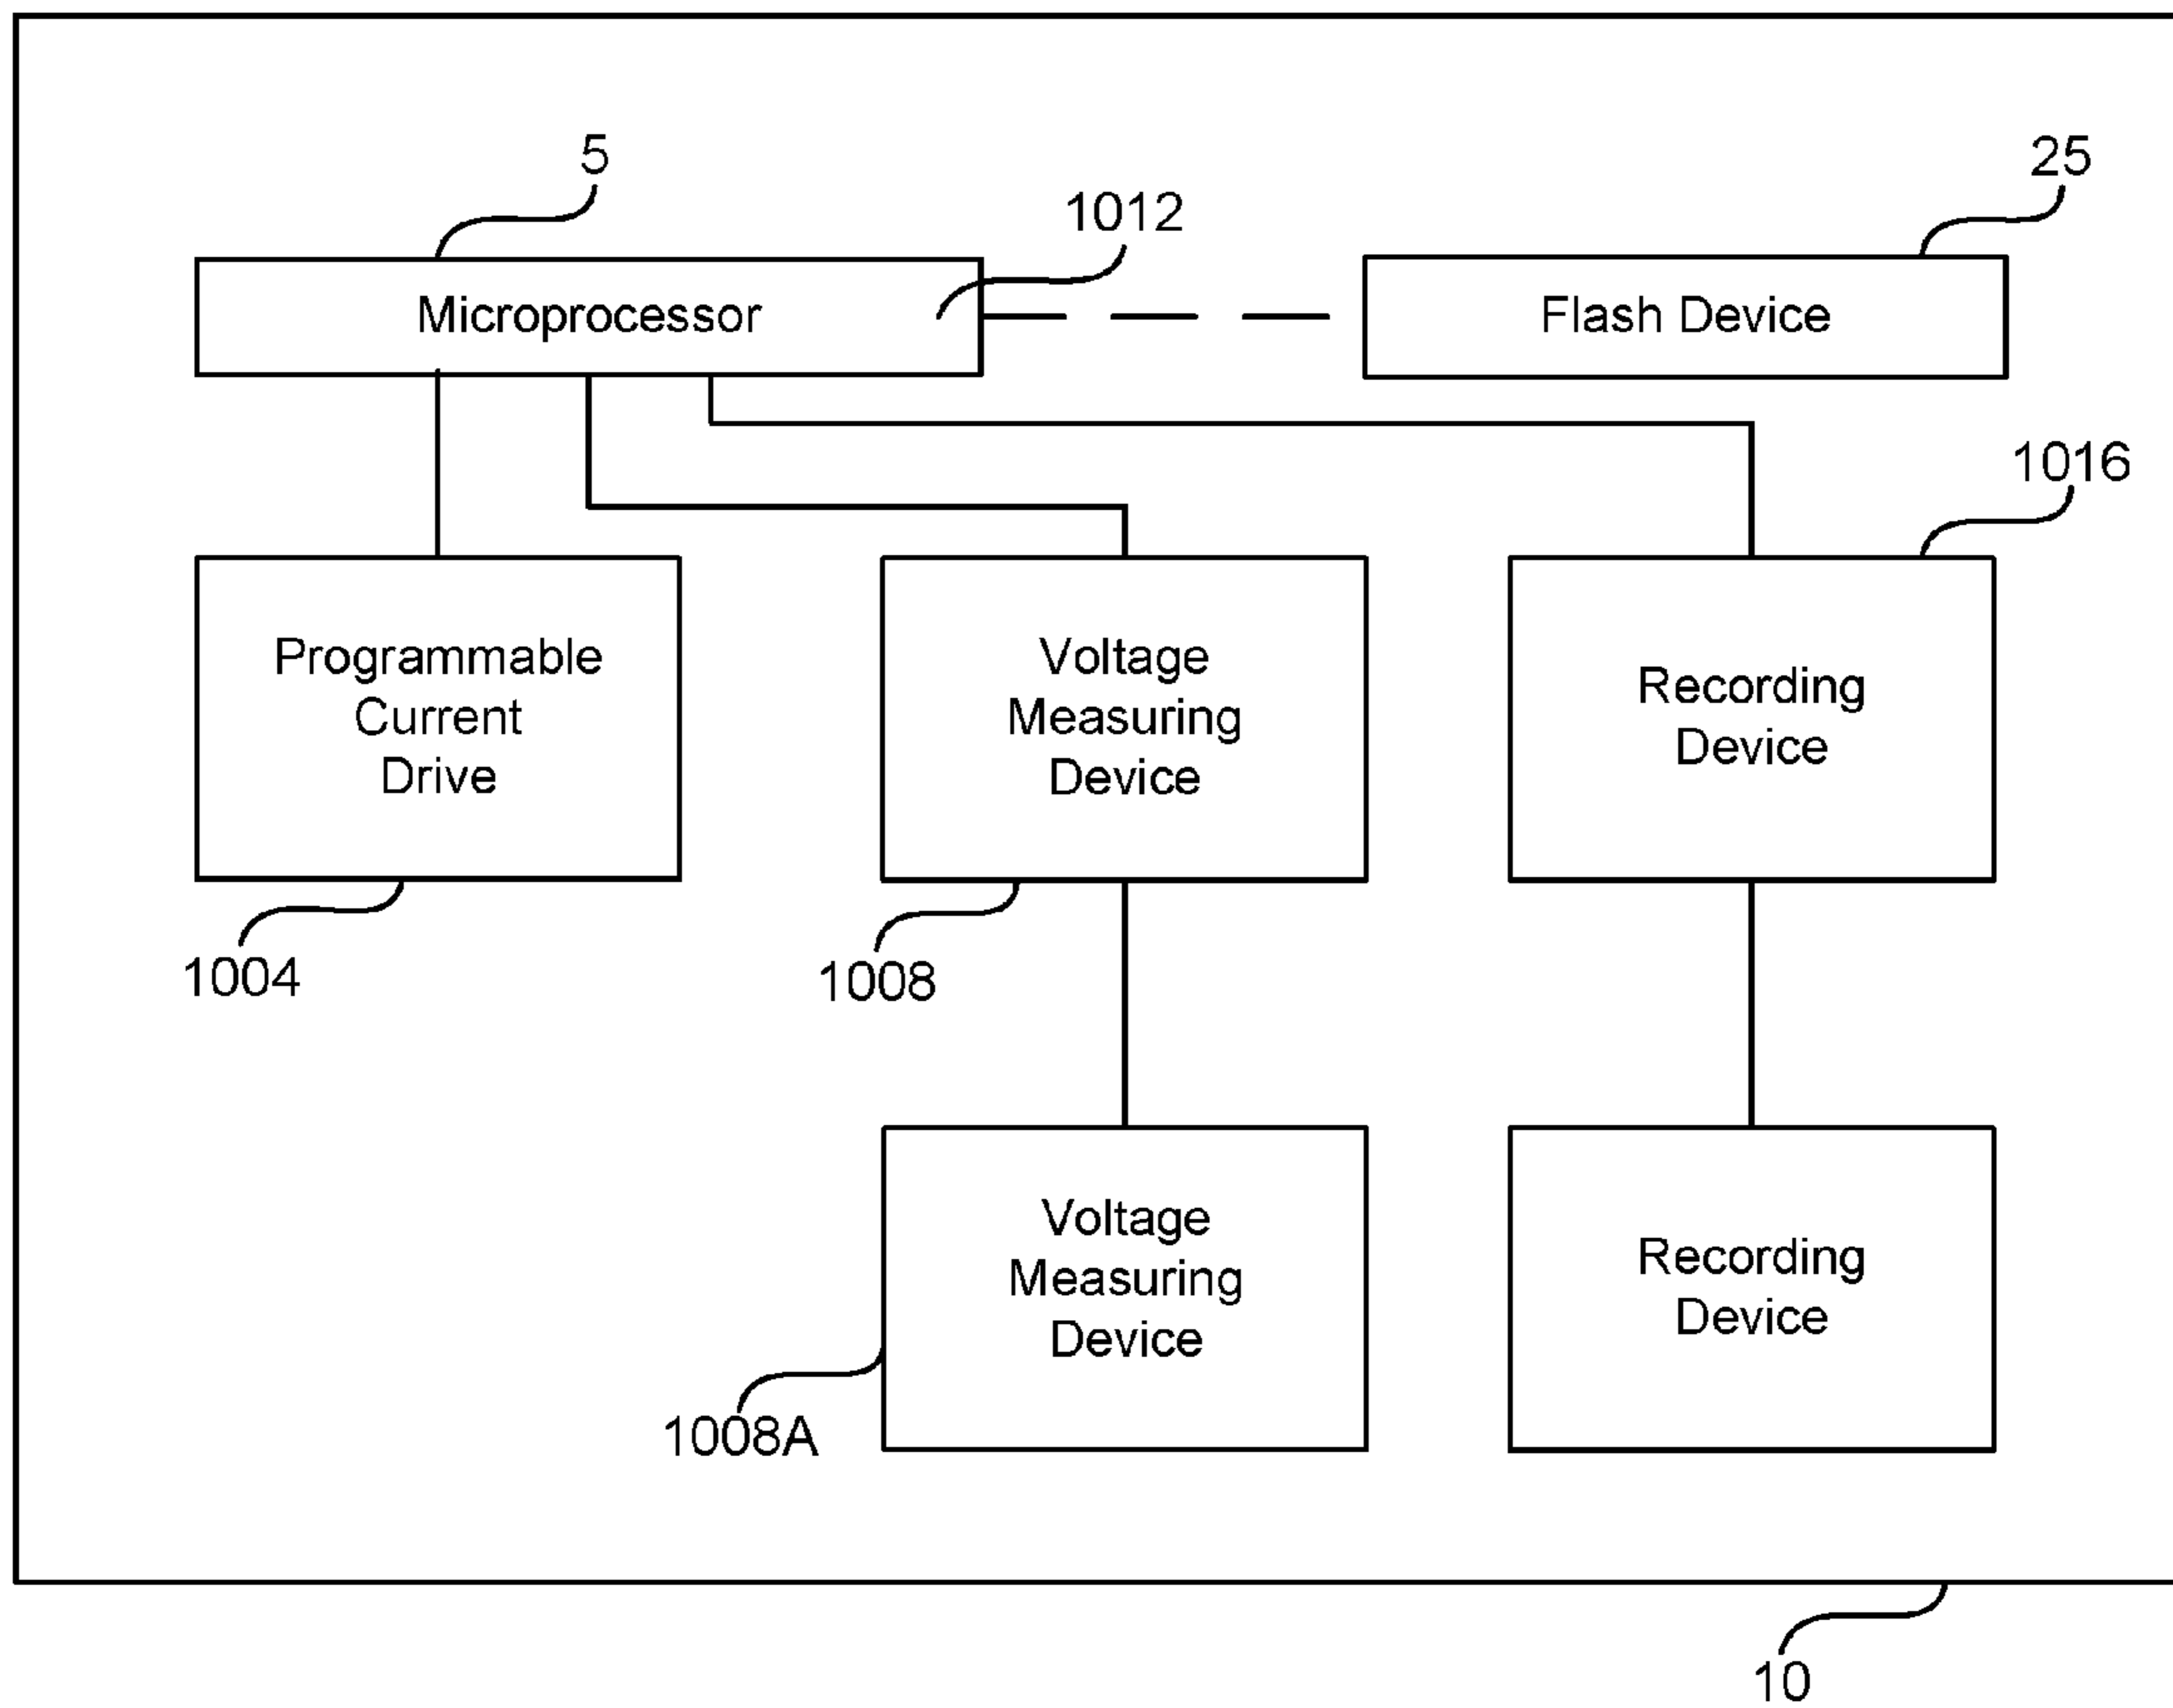 5
25
1012
Microprocessor
Flash Device
1016
Programmable
Current
Drive
Voltage
Measuring
Device
Recording
Device
1004
1008
Voltage
Measuring
Device
Recording
Device
1008A
10